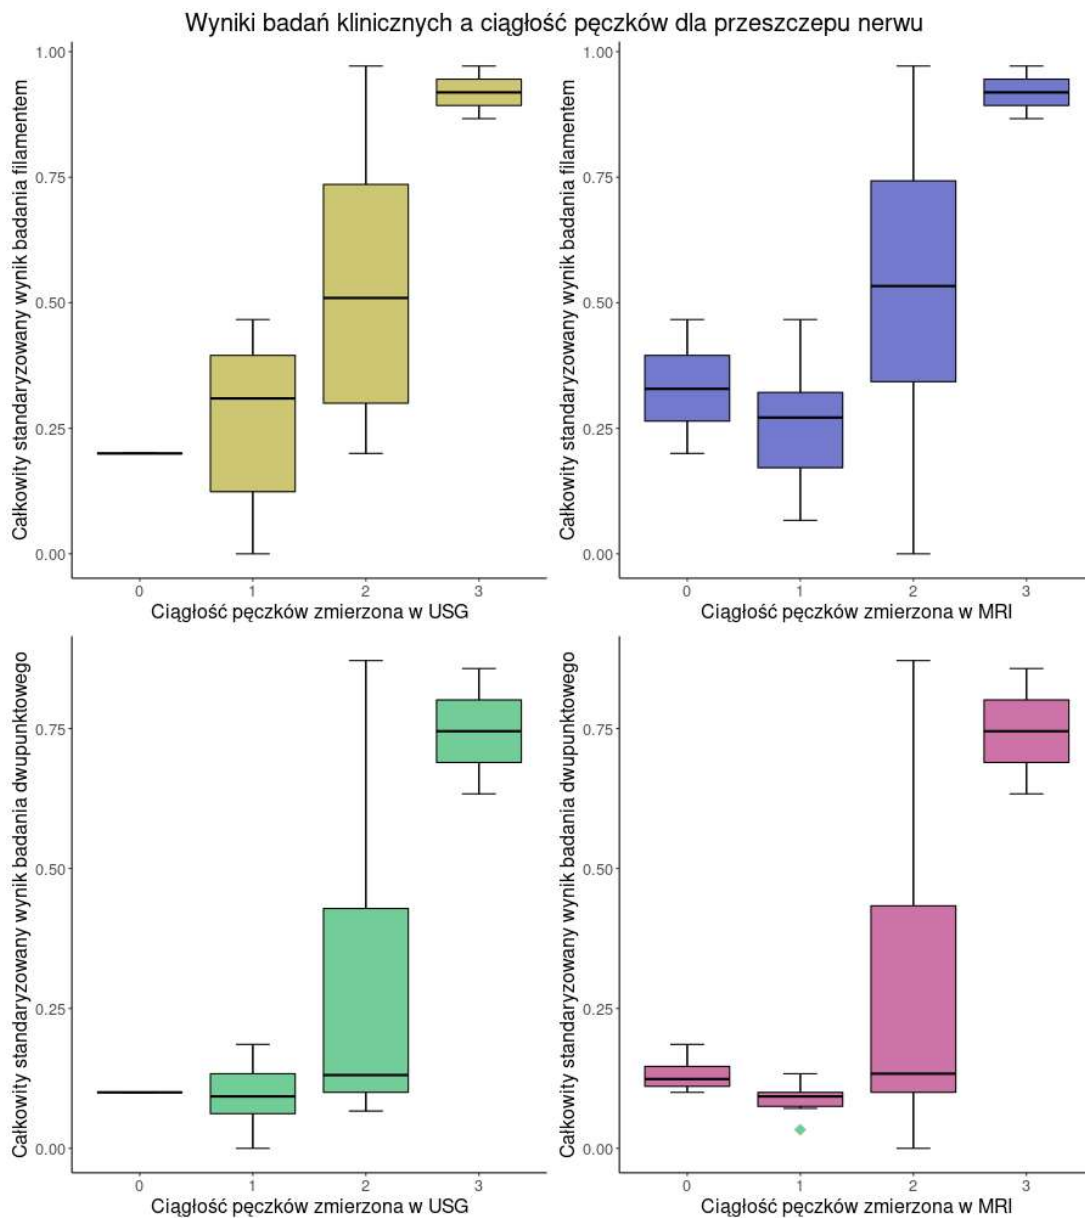 Wyniki badań klinicznych a ciągłość pęczków dla przeszczepu nerwu
Całkowity standaryzowany wynik badania filamentem
1.00
0.75
0.50
0.25
0.00
0 1 2 3
Ciągłość pęczków zmierzona w USG
Całkowity standaryzowany wynik badania filamentem
1.00
0.75
0.50
0.25
0.00
0 1 2 3
Ciągłość pęczków zmierzona w MRI
Całkowity standaryzowany wynik badania dwupunktowego
0.75
0.50
0.25
0.00
0 1 2 3
Ciągłość pęczków zmierzona w USG
Całkowity standaryzowany wynik badania dwupunktowego
0.75
0.50
0.25
0.00
0 1 2 3
Ciągłość pęczków zmierzona w MRI